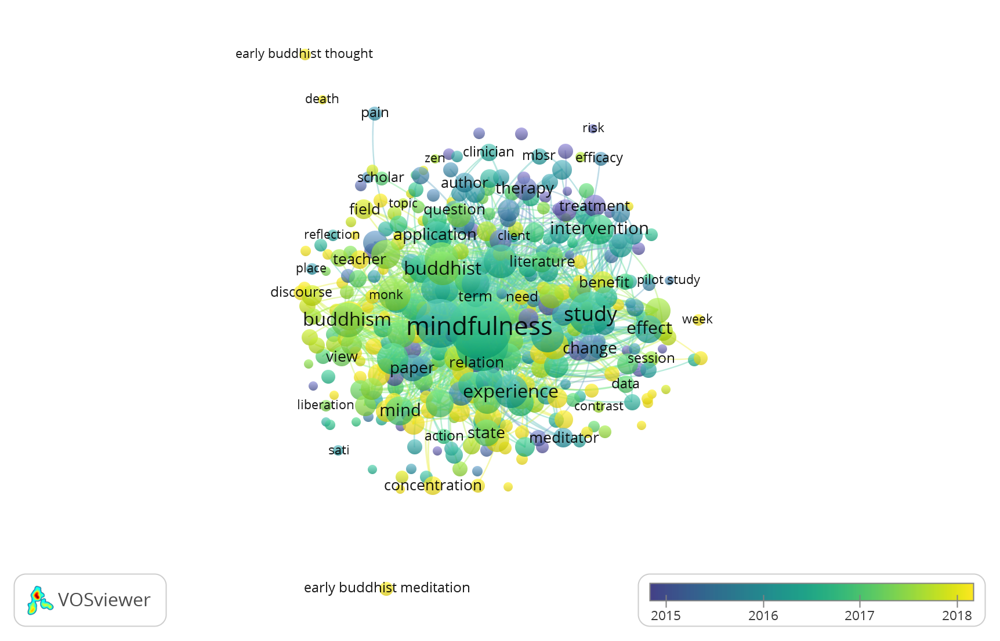 early buddhist thought
death
pain
risk
zen
clinician
mbsr
efficacy
scholar
author
therapy
field
topic
question
treatment
reflection
application
client
intervention
teacher
buddhist
literature
place
discourse
monk
term
need
benefit
pilot study
buddhism
mindfulness
study
effect
week
view
paper
relation
change
session
liberation
mind
experience
data
contrast
sati
action
state
meditator
concentration
early buddhist meditation
VOSviewer
2015
2016
2017
2018